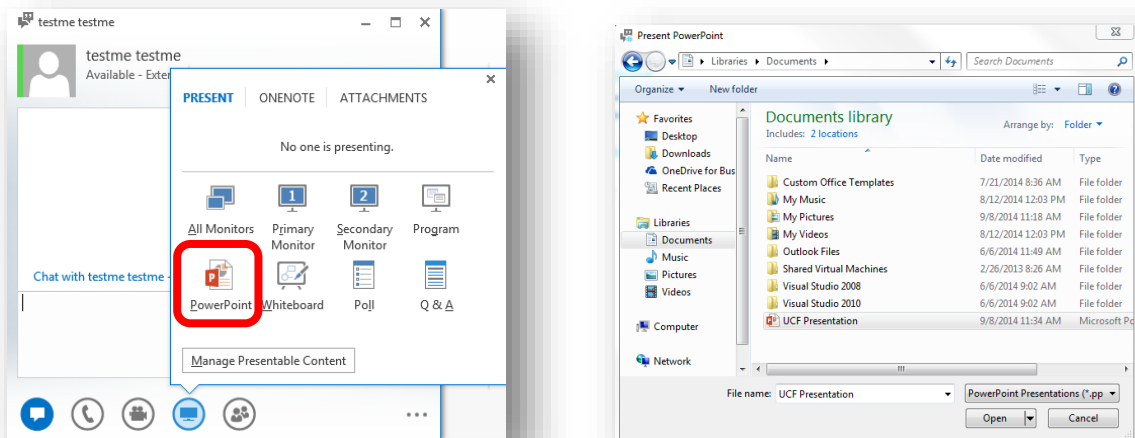 testme testme
testme testme
Available - Exter
PRESENT ONENOTE ATTACHMENTS
No one is presenting.
1 2
All Monitors Primary Monitor Secondary Monitor Program
PowerPoint Whiteboard Poll Q & A
Manage Presentable Content
Chat with testme testme -
Present PowerPoint
Libraries Documents
Search Documents
Organize New folder
Favorites
Desktop
Downloads
OneDrive for Bus
Recent Places
Libraries
Documents
Music
Pictures
Videos
Computer
Network
Documents library
Includes: 2 locations
Arrange by: Folder
Name Date modified Type
Custom Office Templates 7/21/2014 8:36 AM File folder
My Music 8/12/2014 12:03 PM File folder
My Pictures 9/8/2014 11:18 AM File folder
My Videos 8/12/2014 12:03 PM File folder
Outlook Files 6/6/2014 11:49 AM File folder
Shared Virtual Machines 2/26/2013 8:26 AM File folder
Visual Studio 2008 6/6/2014 9:02 AM File folder
Visual Studio 2010 6/6/2014 9:02 AM File folder
UCF Presentation 9/8/2014 11:34 AM Microsoft Po
File name: UCF Presentation
PowerPoint Presentations (*.pp
Open Cancel